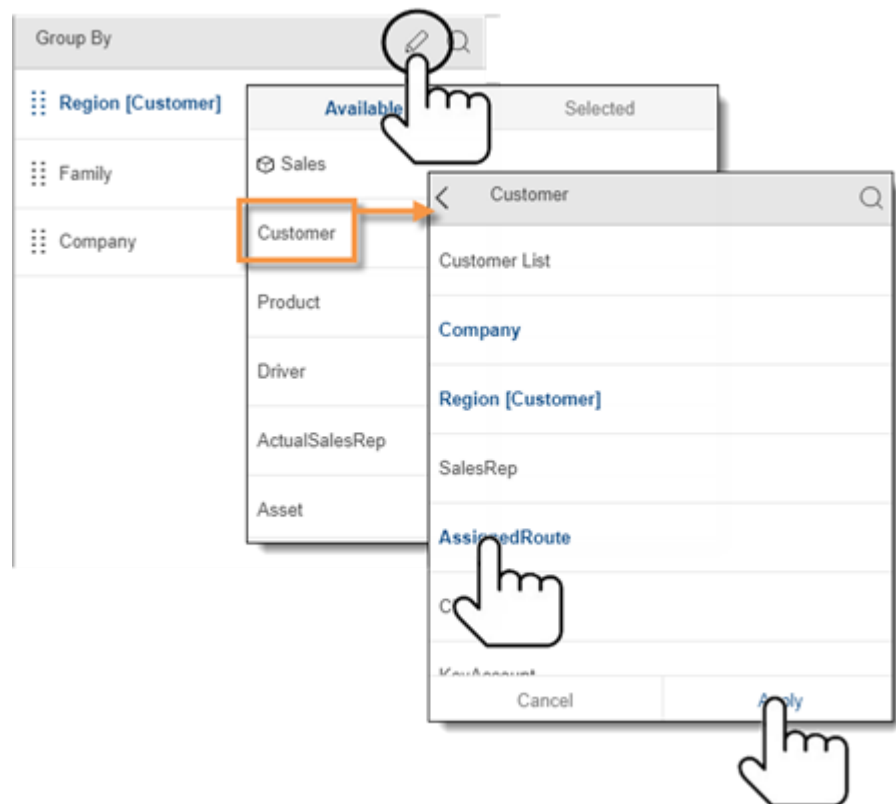 Group By
Region [Customer]
Family
Company
Available
Selected
Sales
Customer
Product
Driver
ActualSalesRep
Asset
Customer
Customer List
Company
Region [Customer]
SalesRep
AssignedRoute
KeyAccount
Cancel
Apply